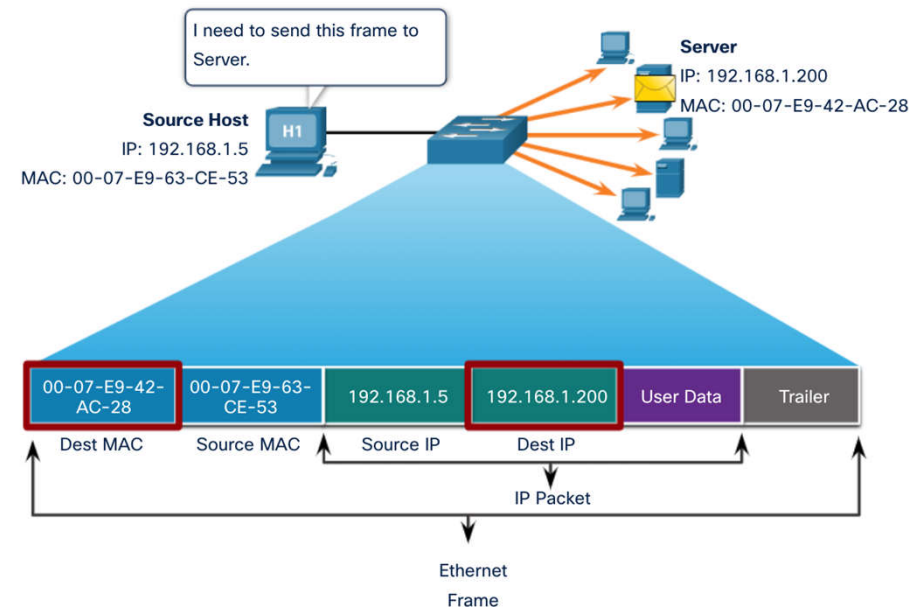 I need to send this frame to
Server.
Server
IP: 192.168.1.200
MAC: 00-07-E9-42-AC-28
Source Host
IP: 192.168.1.5
MAC: 00-07-E9-63-CE-53
H1
00-07-E9-42-
AC-28
00-07-E9-63-
CE-53
192.168.1.5
192.168.1.200
User Data
Trailer
Dest MAC
Source MAC
Source IP
Dest IP
IP Packet
Ethernet
Frame